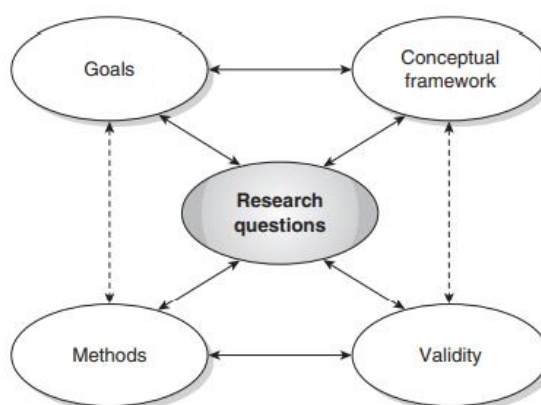 Goals
Conceptual
framework
Research
questions
Methods
Validity